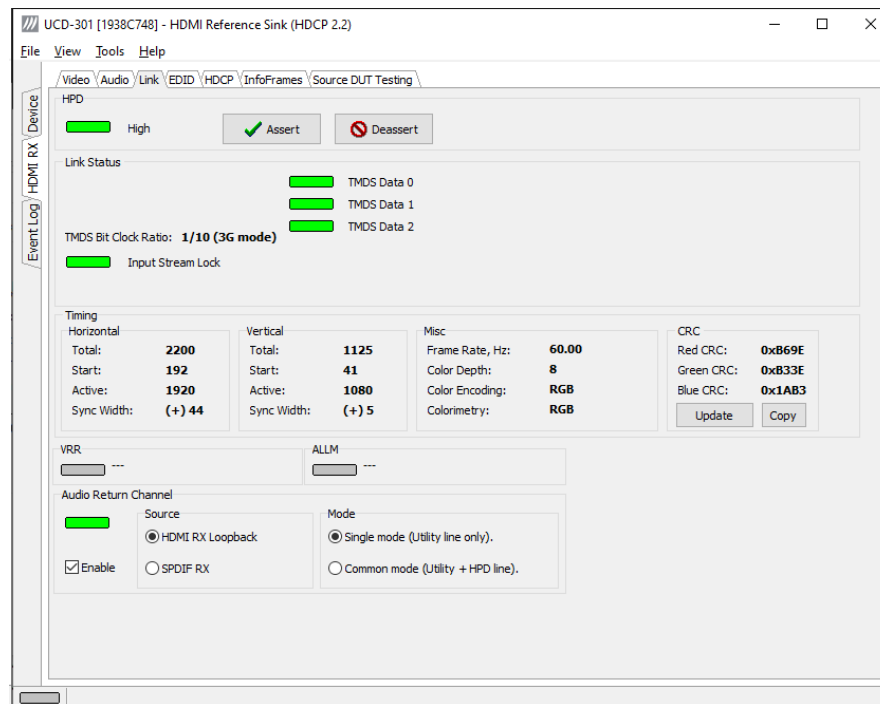 UCD-301 [1938C748] - HDMI Reference Sink (HDCP 2.2)
File View Tools Help
Video Audio Link EDID HDCP InfoFrames Source DUT Testing
Device
HDMI RX
Event Log
HPD
High Assert Deassert
Link Status
TMDS Data 0
TMDS Data 1
TMDS Data 2
TMDS Bit Clock Ratio: 1/10 (3G mode)
Input Stream Lock
Timing
Horizontal
Total: 2200
Start: 192
Active: 1920
Sync Width: (+) 44
Vertical
Total: 1125
Start: 41
Active: 1080
Sync Width: (+) 5
Misc
Frame Rate, Hz: 60.00
Color Depth: 8
Color Encoding: RGB
Colorimetry: RGB
CRC
Red CRC: 0xB69E
Green CRC: 0xB33E
Blue CRC: 0x1AB3
Update Copy
VRR
---
ALLM
---
Audio Return Channel
Enable
Source
HDMI RX Loopback
SPDIF RX
Mode
Single mode (Utility line only).
Common mode (Utility + HPD line).